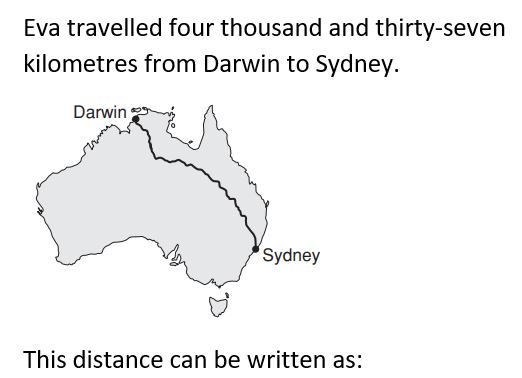 Eva travelled four thousand and thirty-seven
kilometres from Darwin to Sydney.
Darwin
Sydney
This distance can be written as: